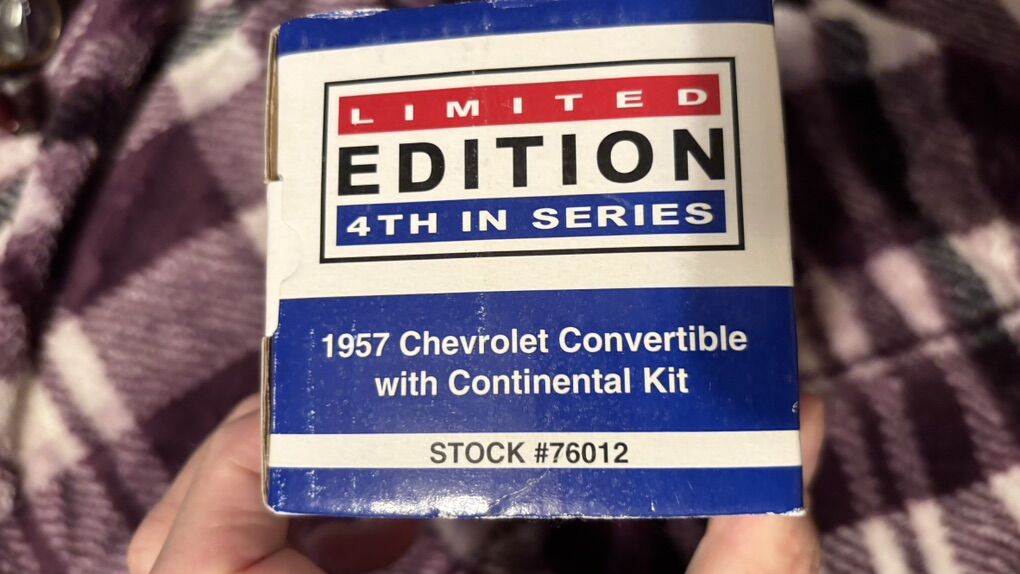 LIMITED
EDITION
4TH IN SERIES
1957 Chevrolet Convertible
with Continental Kit
STOCK #76012